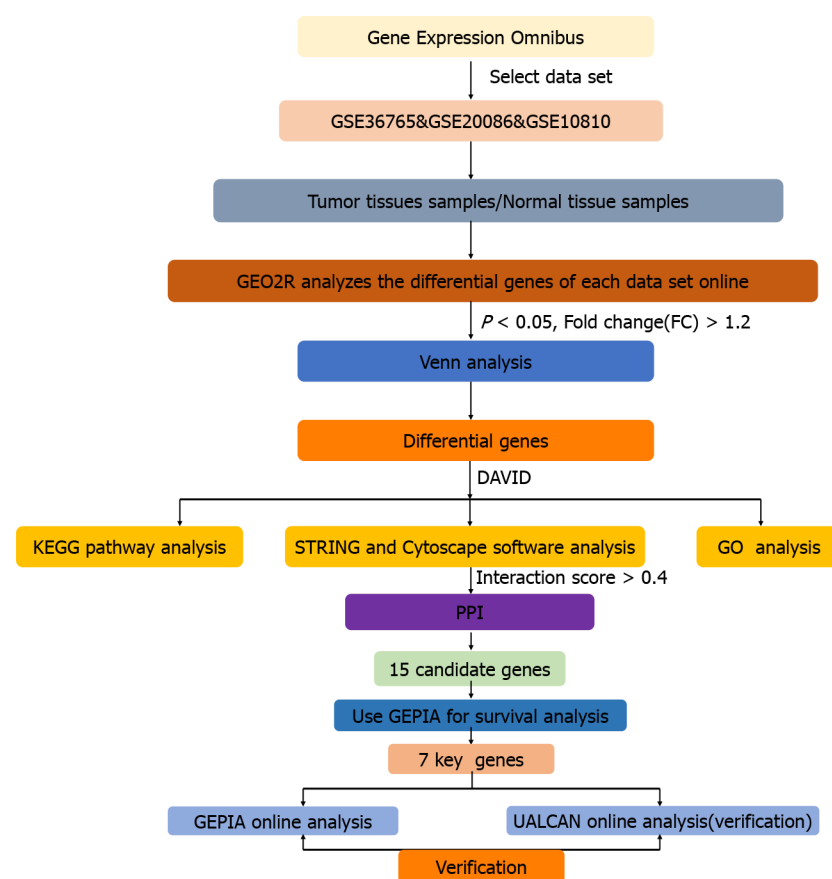 Gene Expression Omnibus
Select data set
GSE36765&GSE20086&GSE10810
Tumor tissues samples/Normal tissue samples
GEO2R analyzes the differential genes of each data set online
P < 0.05, Fold change(FC) > 1.2
Venn analysis
Differential genes
DAVID
KEGG pathway analysis
STRING and Cytoscape software analysis
GO analysis
Interaction score > 0.4
PPI
15 candidate genes
Use GEPIA for survival analysis
7 key genes
GEPIA online analysis
UALCAN online analysis(verification)
Verification